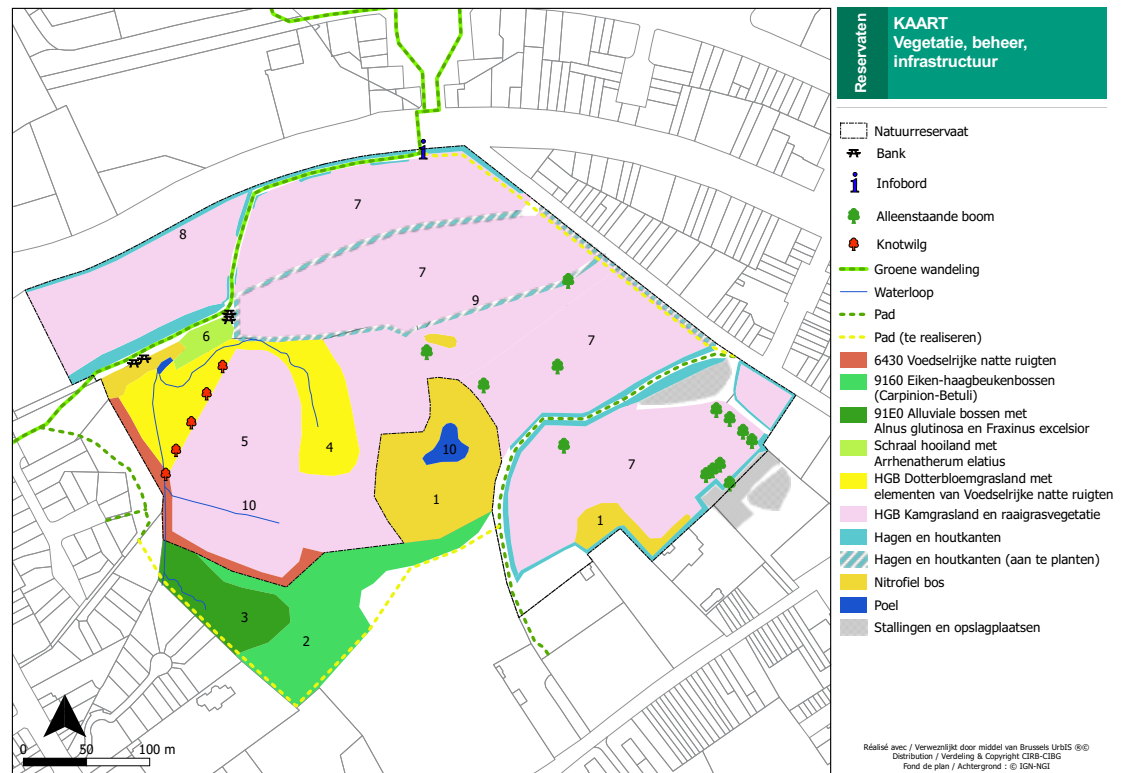 Reservaten
KAART
Vegetatie, beheer,
infrastructuur
Natuurreservaat
Bank
Infobord
Alleenstaande boom
Knotwilg
Groene wandeling
Waterloop
Pad
Pad (te realiseren)
6430 Voedselrijke natte ruigten
9160 Eiken-haagbeukenbossen
(Carpinion-Betuli)
91E0 Alluviale bossen met
Alnus glutinosa en Fraxinus excelsior
Schraal hooiland met
Arrhenatherum elatius
HGB Dotterbloemgrasland met
elementen van Voedselrijke natte ruigten
HGB Kamgrasland en raaigrasvegetatie
Hagen en houtkanten
Hagen en houtkanten (aan te planten)
Nitrofiel bos
Poel
Stallingen en opslagplaatsen
Réalisé avec / Verweznlijkt door middel van Brussels UrbIS ®©
Distribution / Verdeling & Copyright CIRB-CIBG
Fond de plan / Achtergrond : © IGN-NGI
i
7
8
7
9
6
7
5
4
10
7
10
1
1
3
2
0 50 100 m